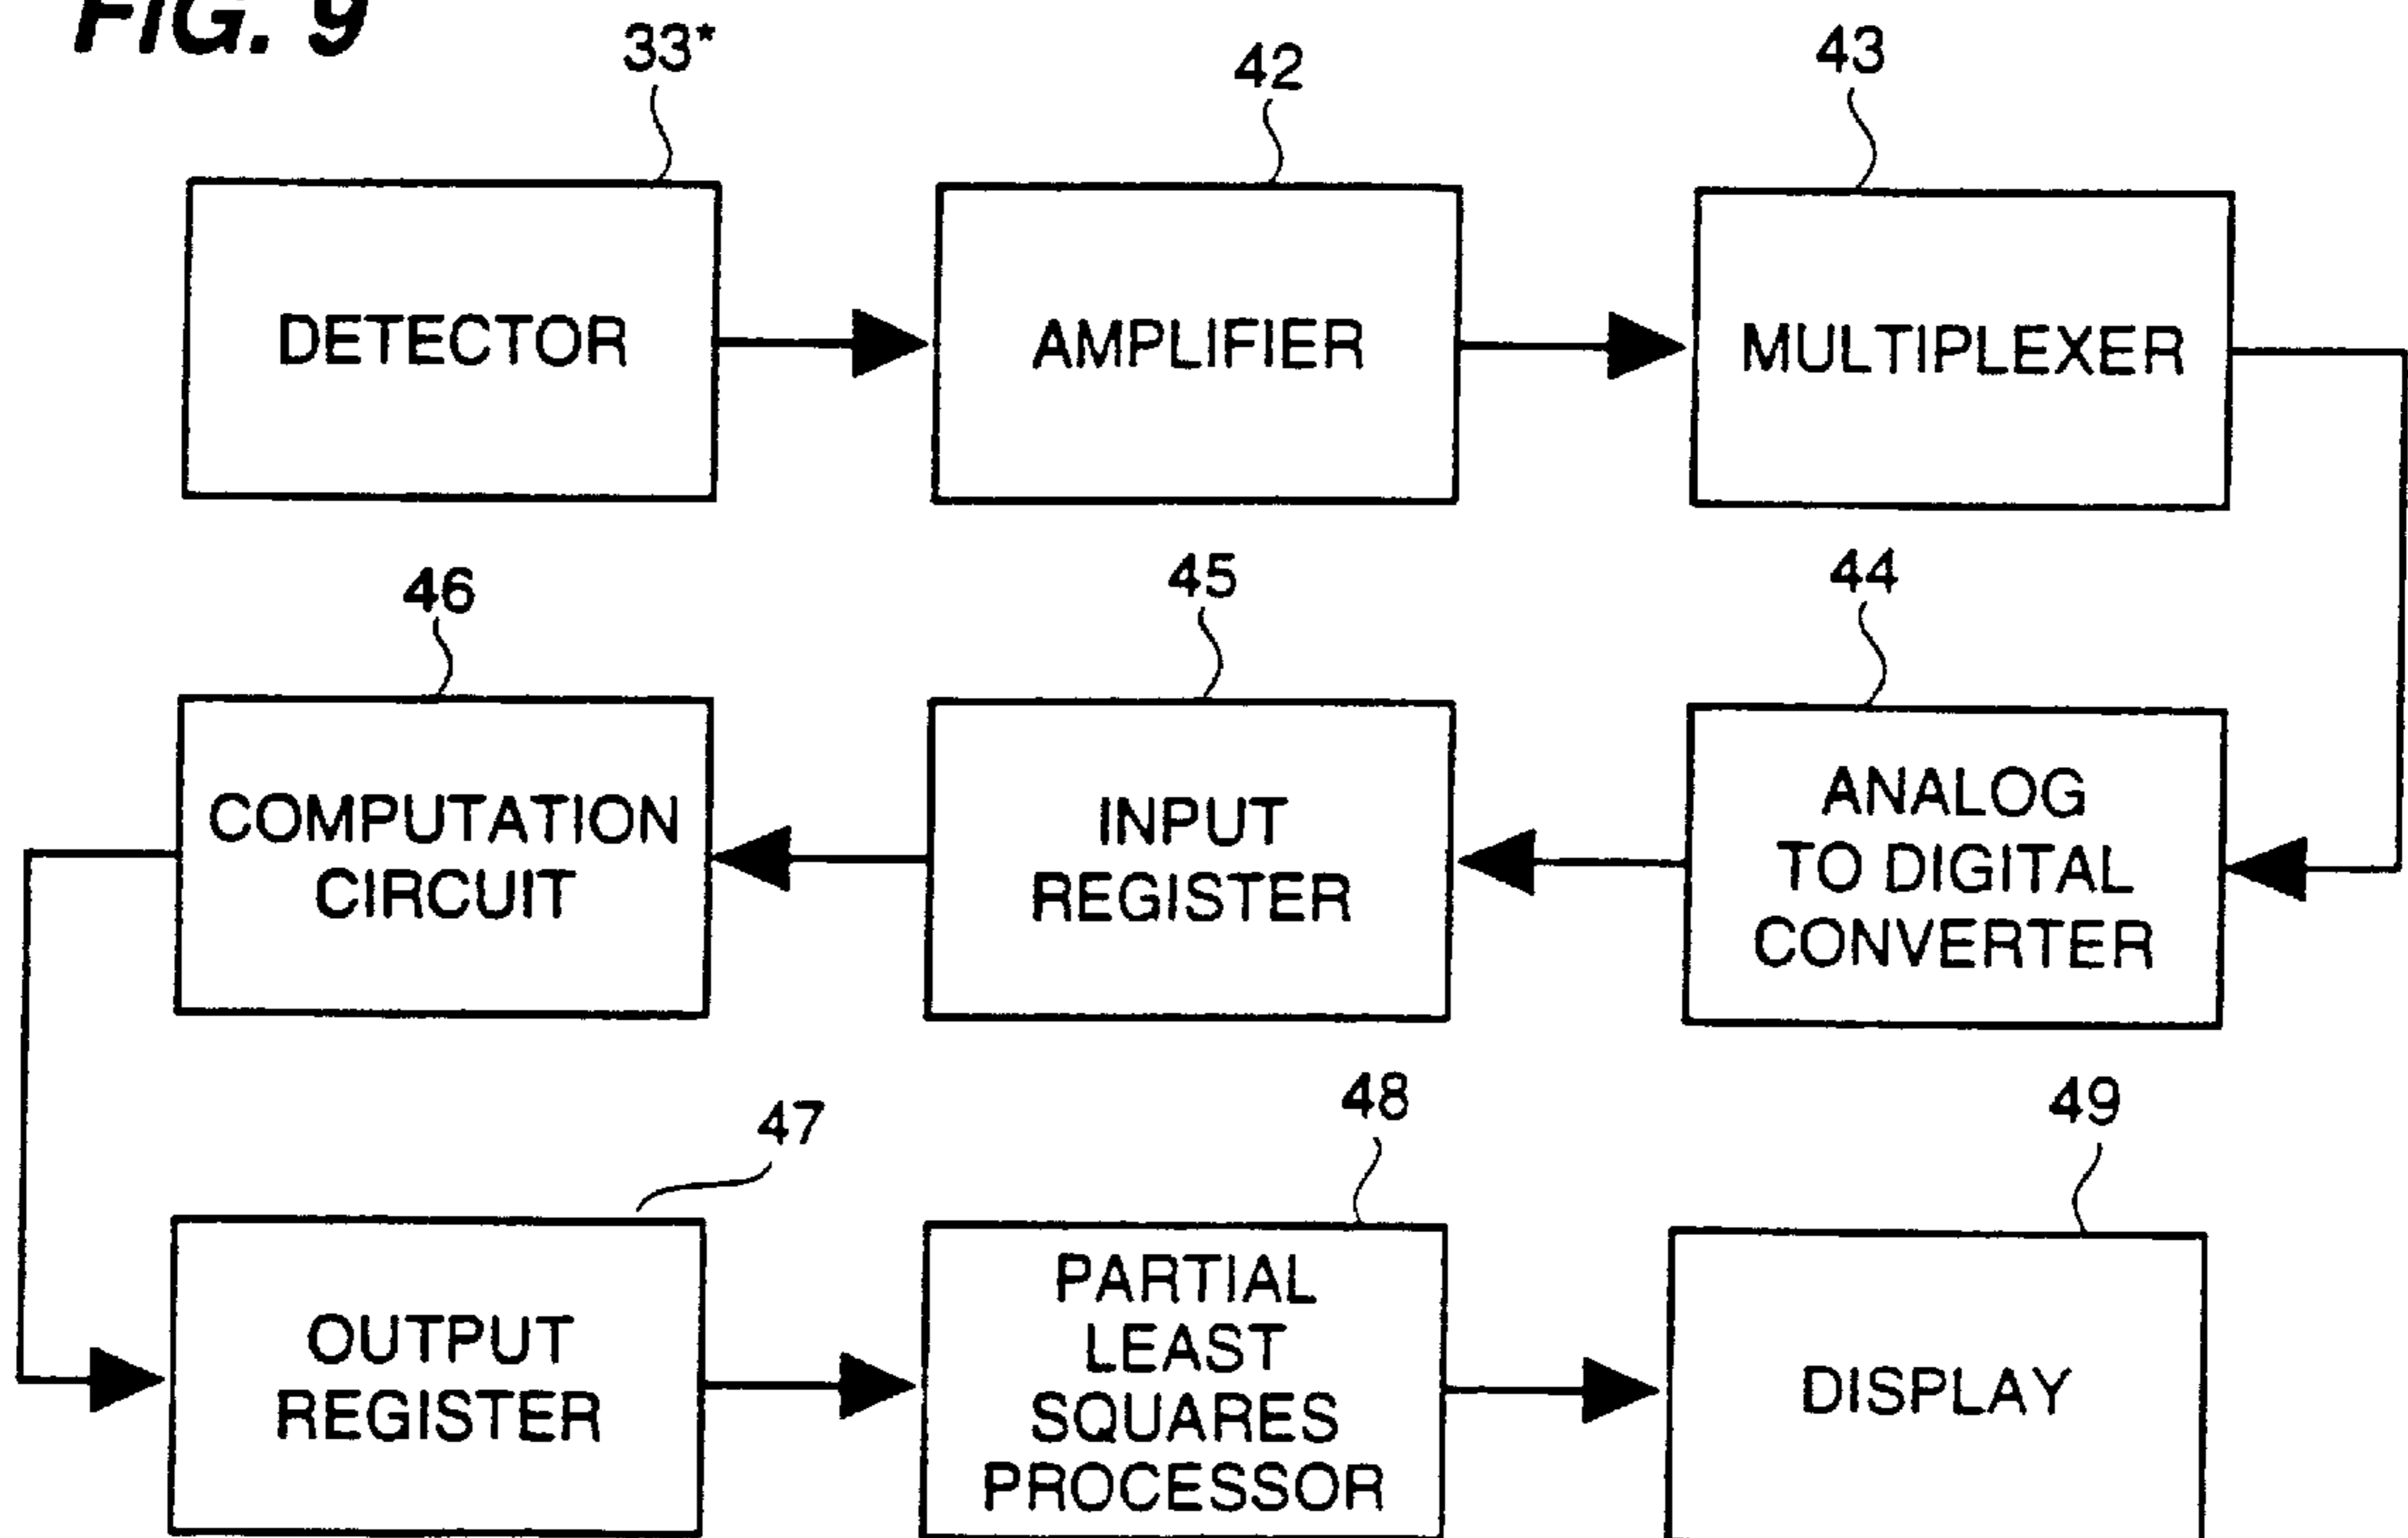 FIG. 9
33*
42
43
DETECTOR
AMPLIFIER
MULTIPLEXER
46
45
44
COMPUTATION
CIRCUIT
INPUT
REGISTER
ANALOG
TO DIGITAL
CONVERTER
47
48
49
OUTPUT
REGISTER
PARTIAL
LEAST
SQUARES
PROCESSOR
DISPLAY